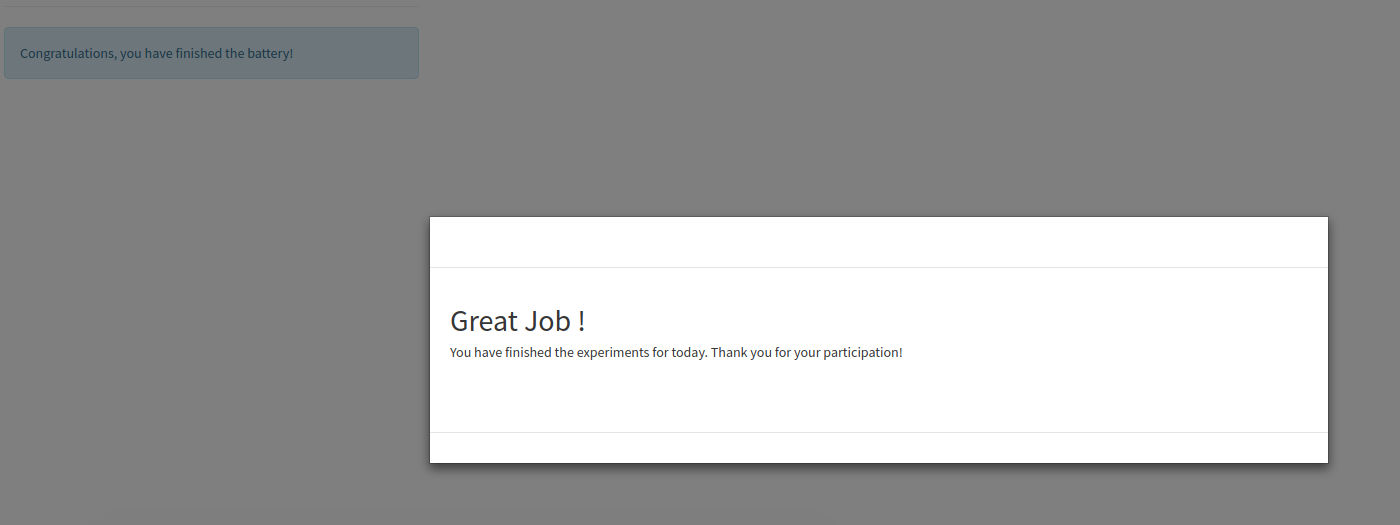 Congratulations, you have finished the battery!
Great Job !
You have finished the experiments for today. Thank you for your participation!